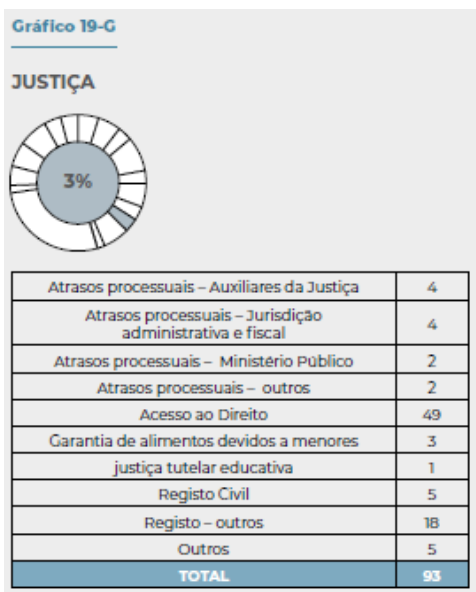 Gráfico 19-G
JUSTIÇA
3%
Atrasos processuais – Auxiliares da Justiça 4
Atrasos processuais – Jurisdição
administrativa e fiscal 4
Atrasos processuais – Ministério Público 2
Atrasos processuais – outros 2
Acesso ao Direito 49
Garantia de alimentos devidos a menores 3
justiça tutelar educativa 1
Registo Civil 5
Registo – outros 18
Outros 5
TOTAL 93